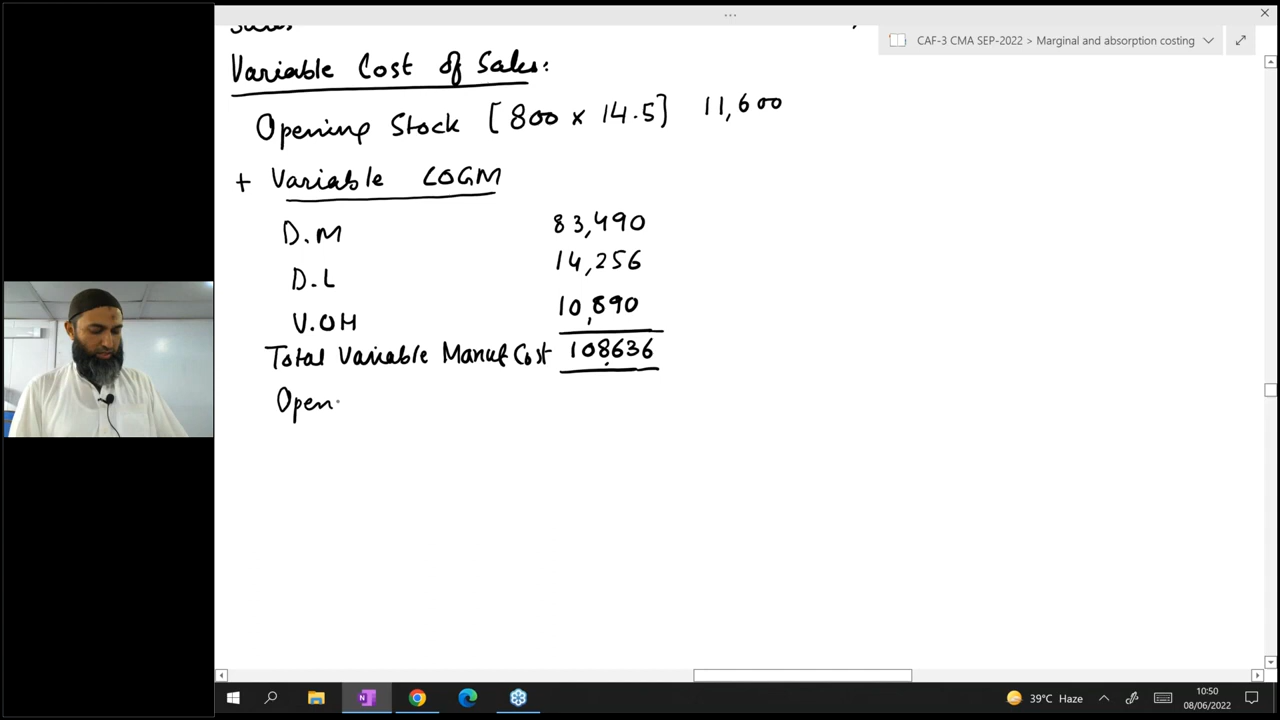 CAF-3 CMA SEP-2022 > Marginal and absorption costing
Variable Cost of Sales:
Opening Stock [800 x 14.5] 11,600
+ Variable COGM
D.M 83,490
D.L 14,256
V.OH 10,890
Total Variable Manuf Cost 108636
Open
39°C Haze
10:50
08/06/2022